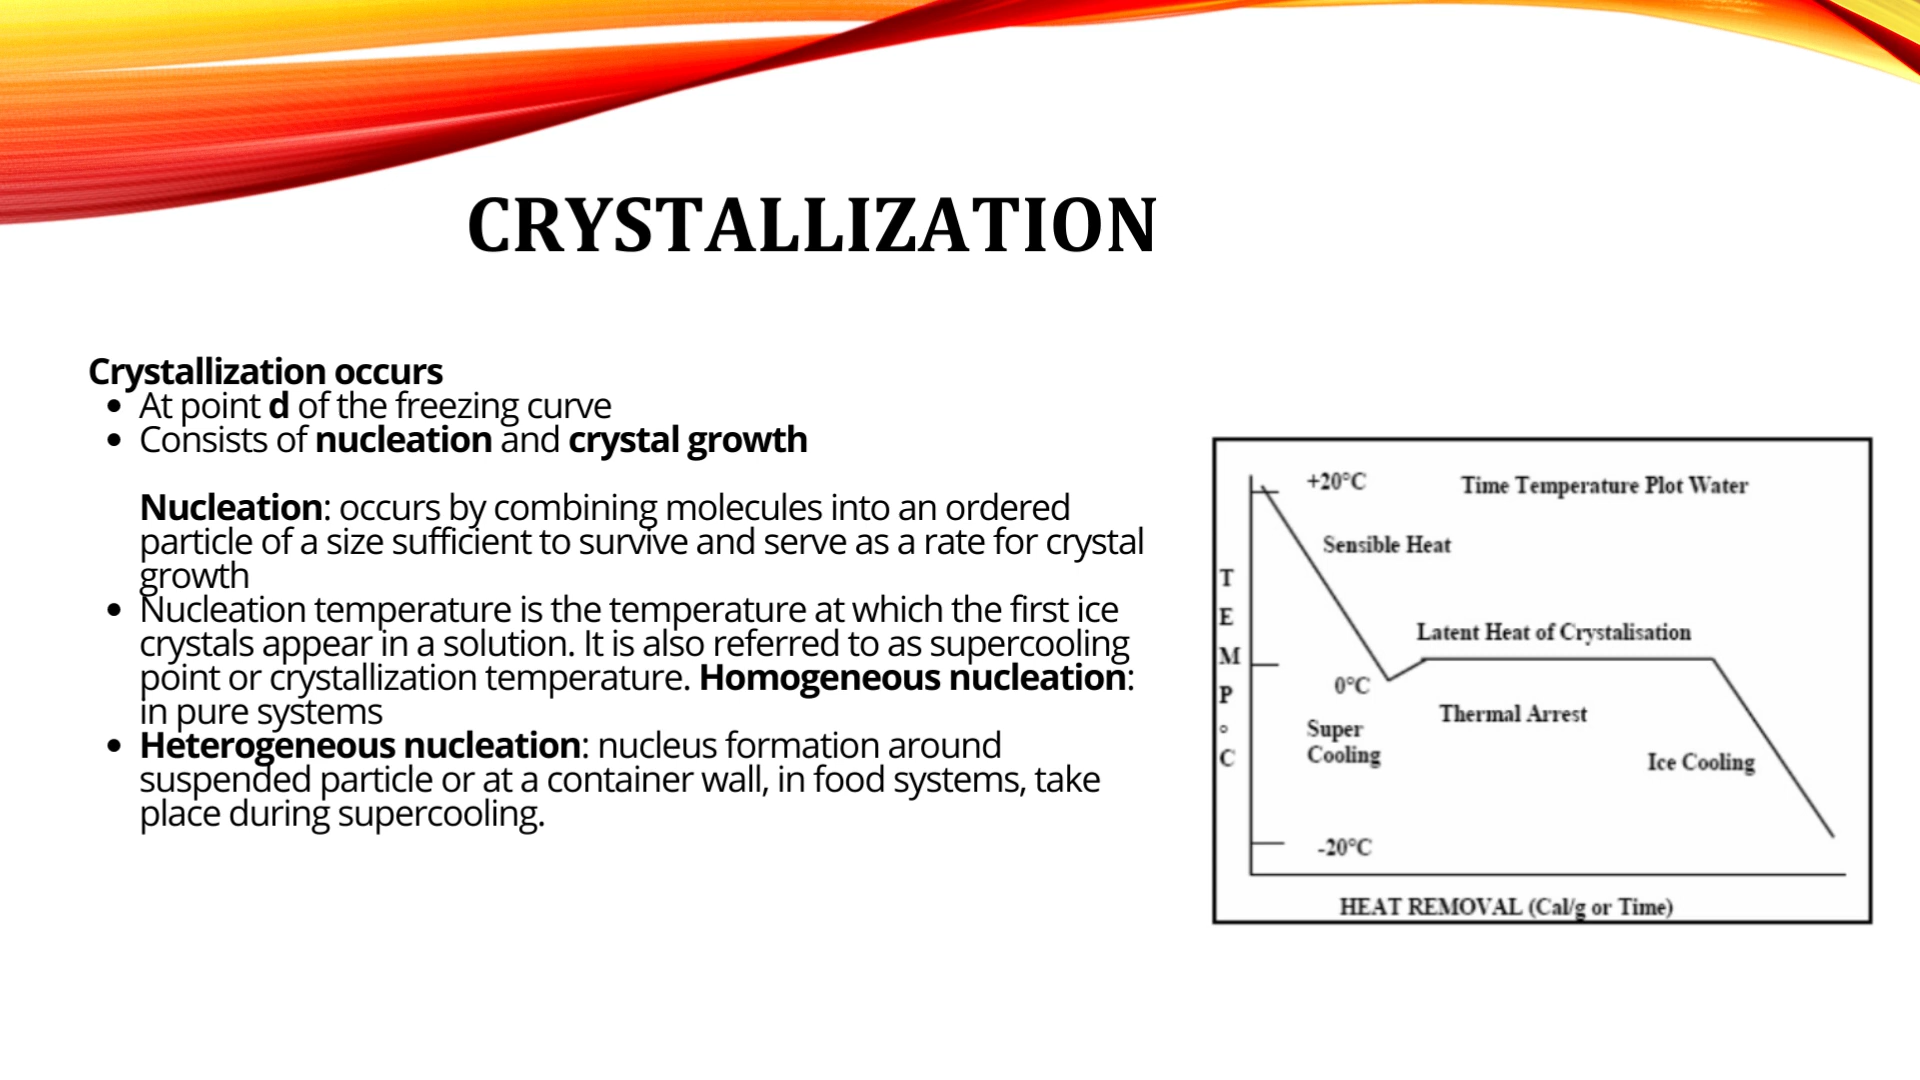 CRYSTALLIZATION
Crystallization occurs
• At point d of the freezing curve
• Consists of nucleation and crystal growth
Nucleation: occurs by combining molecules into an ordered
particle of a size sufficient to survive and serve as a rate for crystal
growth
• Nucleation temperature is the temperature at which the first ice
crystals appear in a solution. It is also referred to as supercooling
point or crystallization temperature. Homogeneous nucleation:
in pure systems
• Heterogeneous nucleation: nucleus formation around
suspended particle or at a container wall, in food systems, take
place during supercooling.
+20°C
Time Temperature Plot Water
Sensible Heat
T
E
M
P
°
C
Latent Heat of Crystalisation
0°C
Thermal Arrest
Super
Cooling
Ice Cooling
-20°C
HEAT REMOVAL (Cal/g or Time)